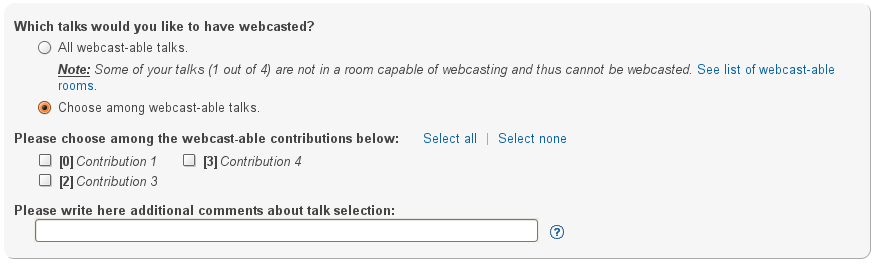 Which talks would you like to have webcasted?
All webcast-able talks.
Note: Some of your talks (1 out of 4) are not in a room capable of webcasting and thus cannot be webcasted. See list of webcast-able
rooms.
Choose among webcast-able talks.
Please choose among the webcast-able contributions below: Select all | Select none
[0] Contribution 1 [3] Contribution 4
[2] Contribution 3
Please write here additional comments about talk selection:
?